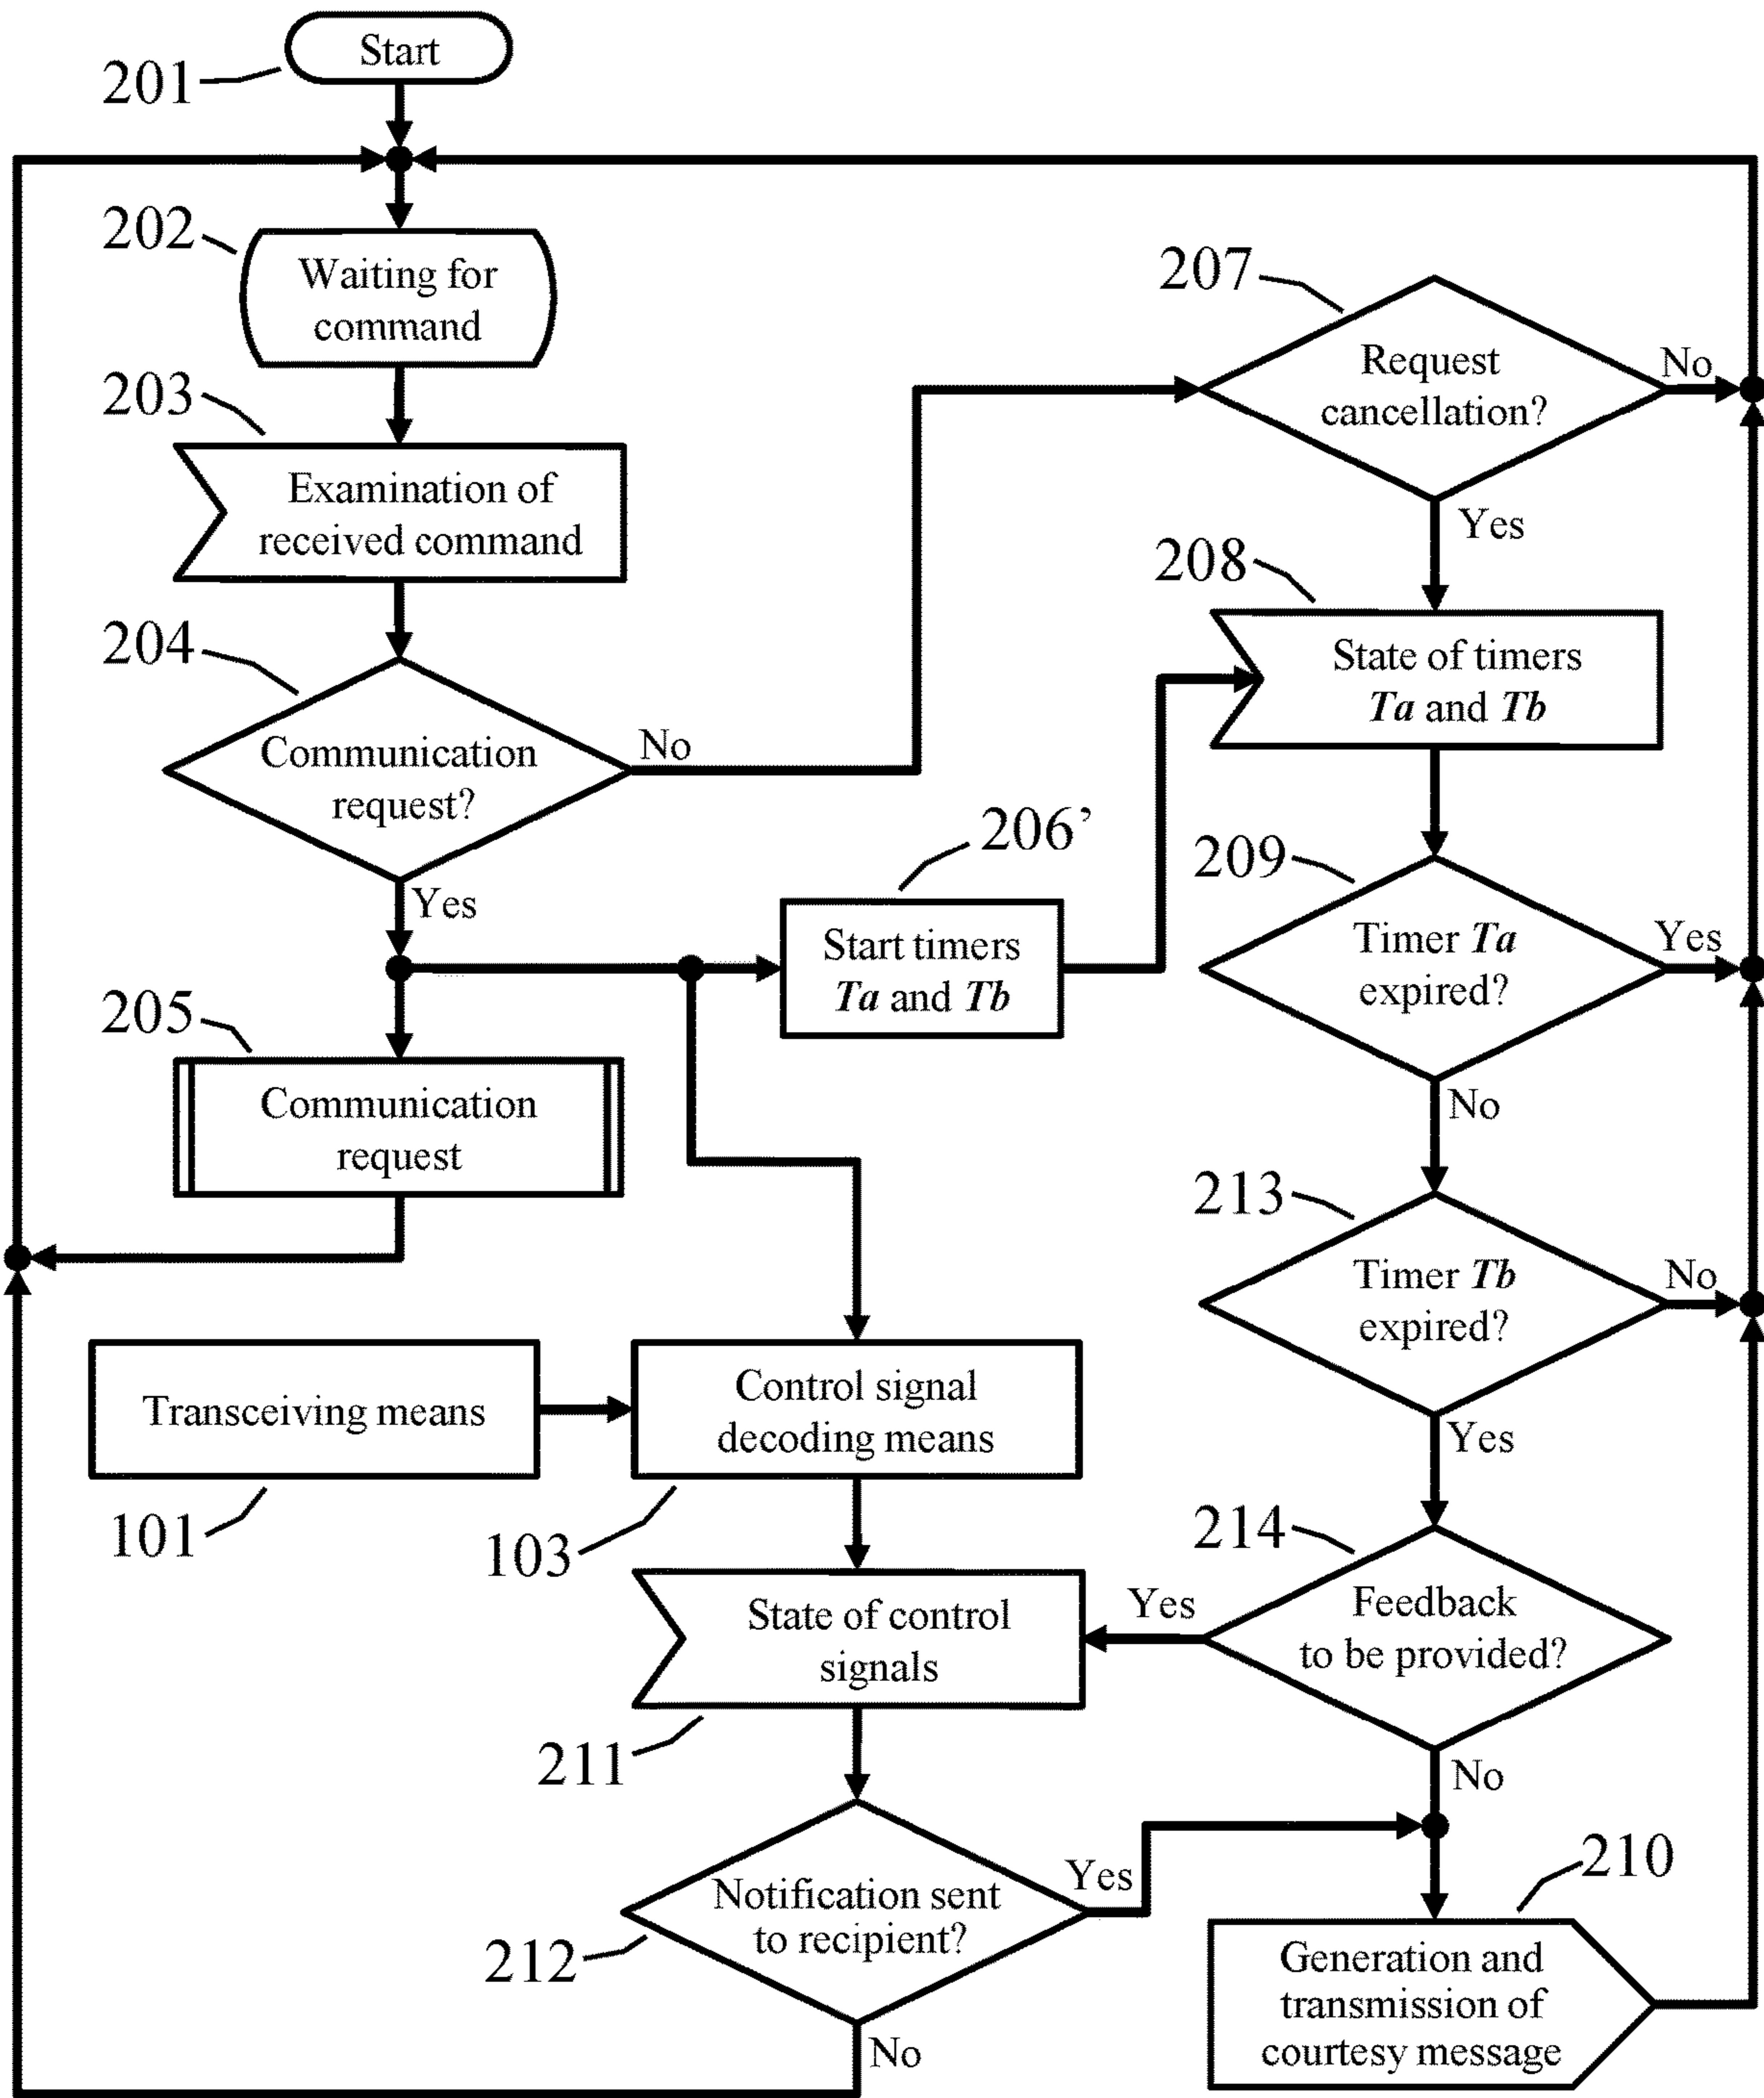 Start
201
202
Waiting for
command
207
Request
cancellation?
No
Yes
203
Examination of
received command
208
State of timers
Ta and Tb
204
Communication
request?
No
Yes
206’
Start timers
Ta and Tb
209
Timer Ta
expired?
Yes
No
205
Communication
request
213
Timer Tb
expired?
No
Yes
Transceiving means
101
Control signal
decoding means
103
214
Feedback
to be provided?
Yes
No
State of control
signals
211
Notification sent
to recipient?
Yes
212
No
210
Generation and
transmission of
courtesy message